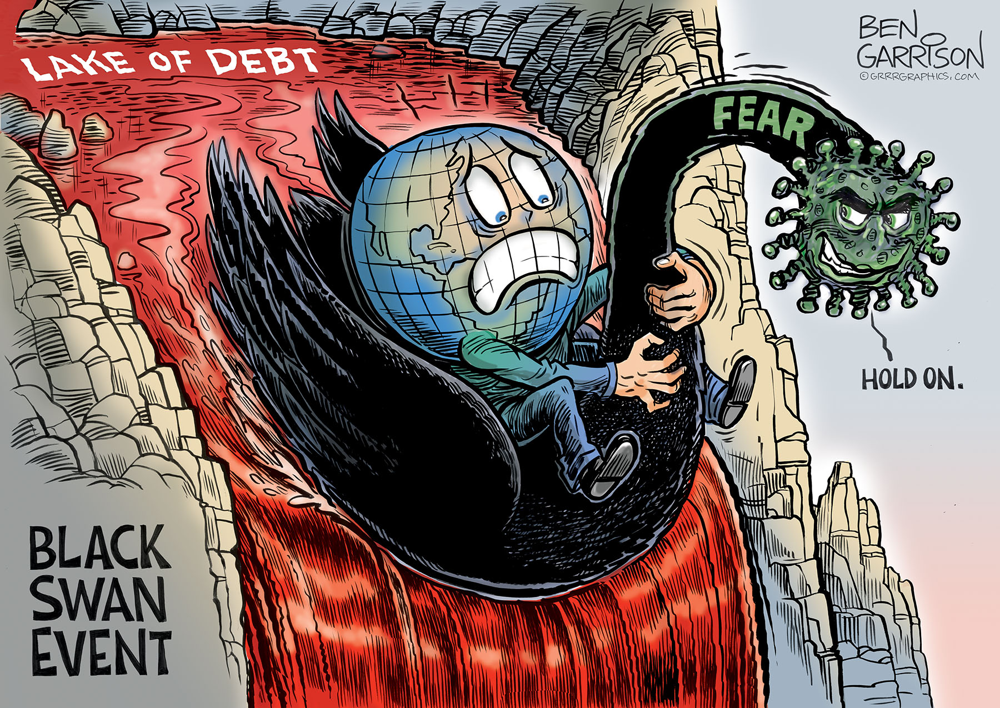 LAKE OF DEBT
BEN
GARRISON
© GRRRGRAPHICS.COM
FEAR
HOLD ON.
BLACK
SWAN
EVENT